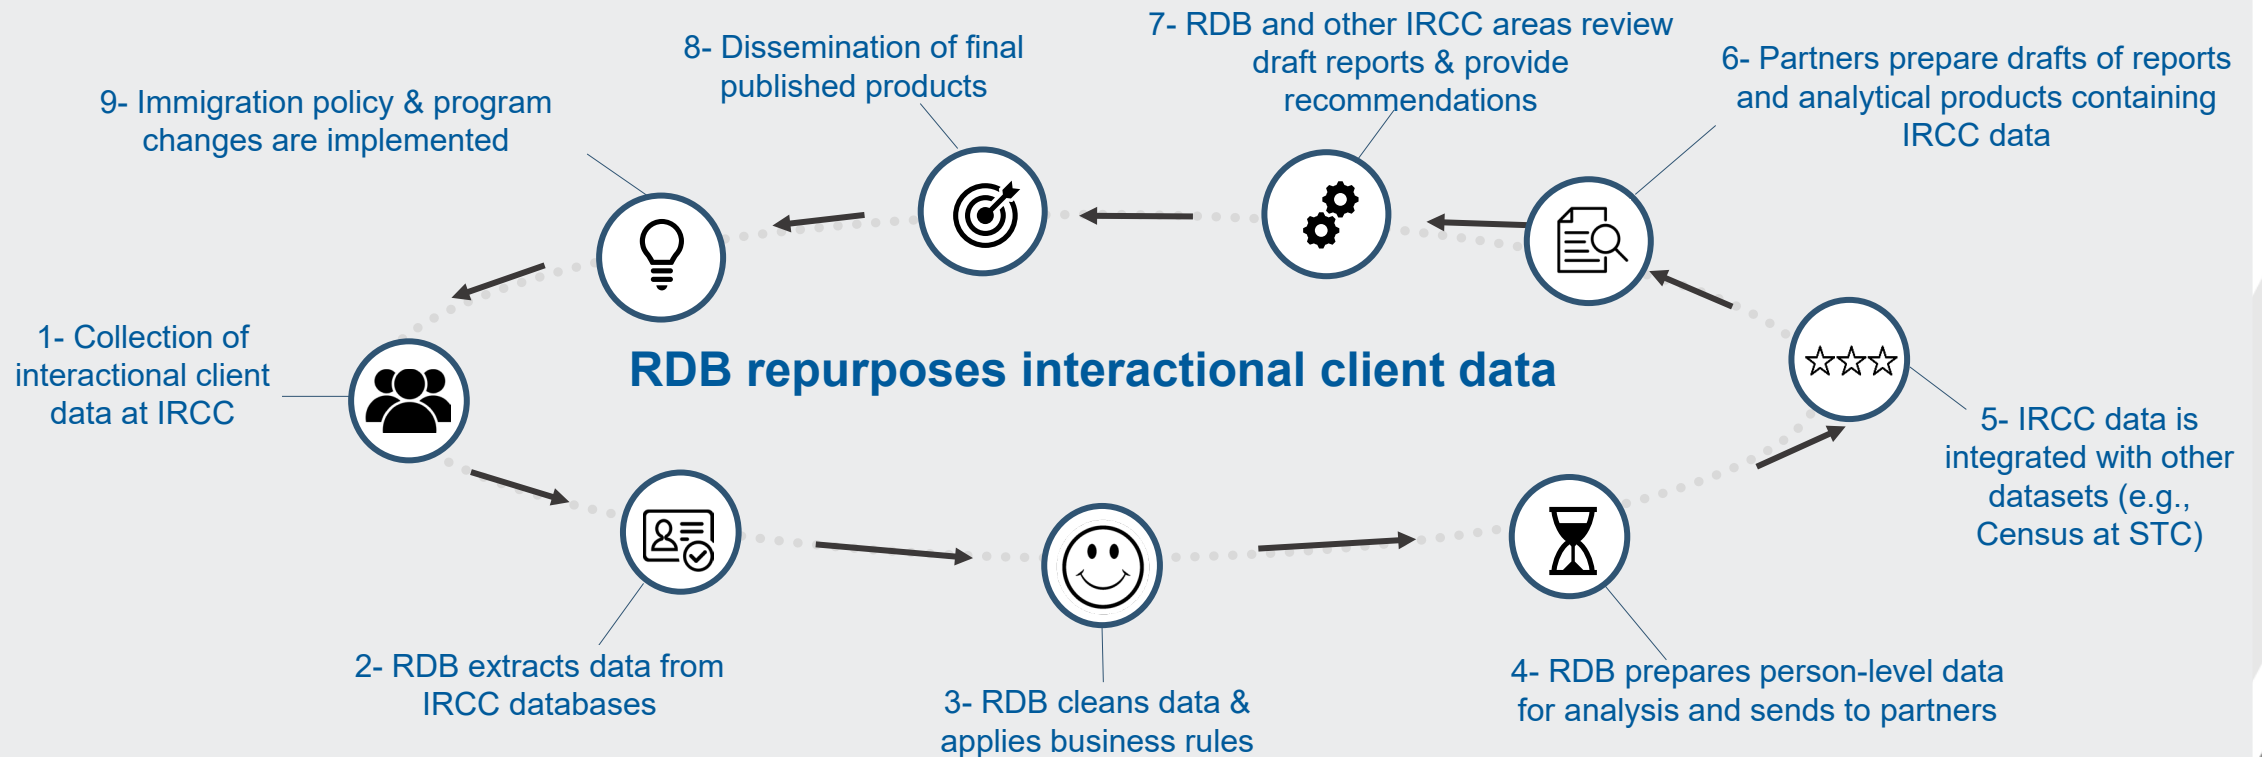 RDB repurposes interactional client data
1- Collection of
interactional client
data at IRCC
2- RDB extracts data from
IRCC databases
3- RDB cleans data &
applies business rules
4- RDB prepares person-level data
for analysis and sends to partners
5- IRCC data is
integrated with other
datasets (e.g.,
Census at STC)
6- Partners prepare drafts of reports
and analytical products containing
IRCC data
7- RDB and other IRCC areas review
draft reports & provide
recommendations
8- Dissemination of final
published products
9- Immigration policy & program
changes are implemented